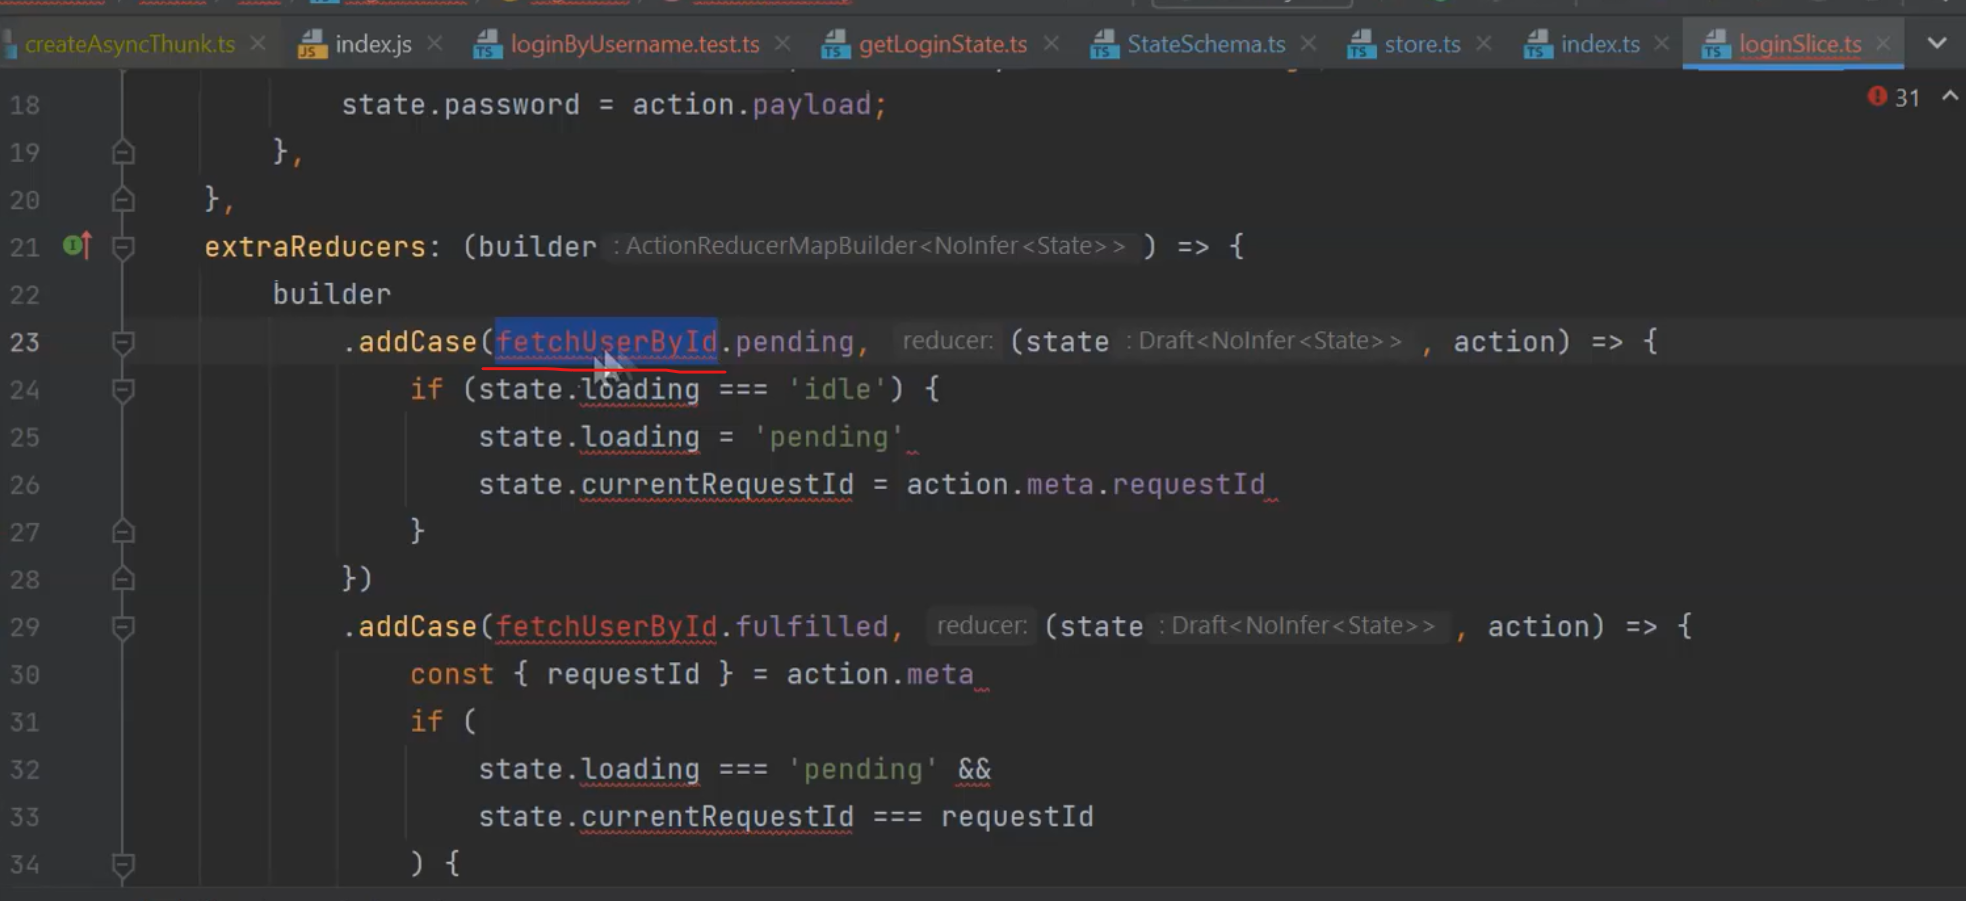 createAsyncThunk.ts index.js loginByUsername.test.ts getLoginState.ts StateSchema.ts store.ts index.ts loginSlice.ts
18 state.password = action.payload; 31
19 },
20 },
21 extraReducers: (builder : ActionReducerMapBuilder<NoInfer<State>> ) => {
22 builder
23 .addCase(fetchUserById.pending, reducer: (state : Draft<NoInfer<State>> , action) => {
24 if (state.loading === 'idle') {
25 state.loading = 'pending'
26 state.currentRequestId = action.meta.requestId
27 }
28 })
29 .addCase(fetchUserById.fulfilled, reducer: (state : Draft<NoInfer<State>> , action) => {
30 const { requestId } = action.meta
31 if (
32 state.loading === 'pending' &&
33 state.currentRequestId === requestId
34 ) {